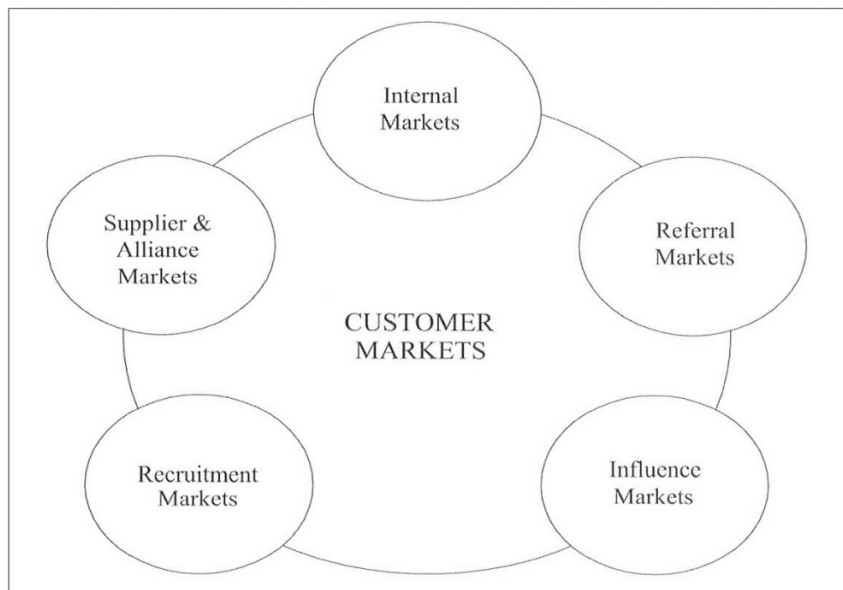 Internal
Markets
Supplier &
Alliance
Markets
Referral
Markets
CUSTOMER
MARKETS
Recruitment
Markets
Influence
Markets